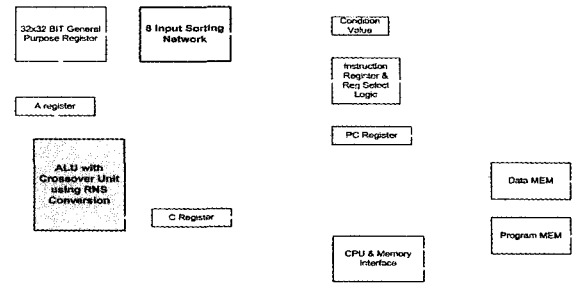 32x32 BIT General
Purpose Register
8 Input Sorting
Network
Condition
Value
Instruction
Register &
Reg Select
Logic
A register
PC Register
ALU with
Crossover Unit
using RNS
Conversion
Data MEM
C Register
Program MEM
CPU & Memory
Interface